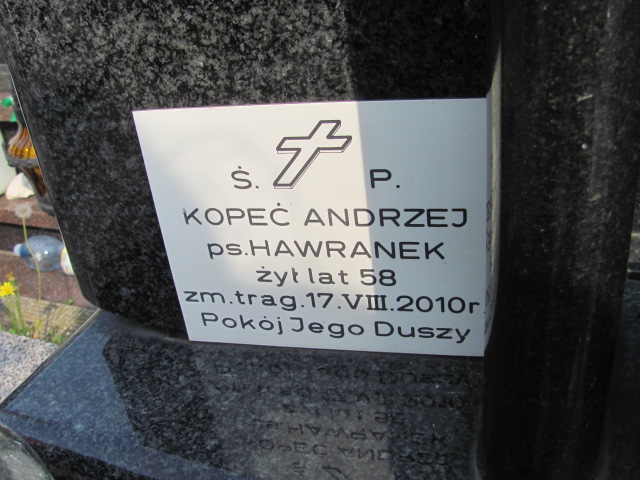 Ś. P.
KOPEĆ ANDRZEJ
ps.HAWRANEK
żył lat 58
zm.trag.17.VIII.2010r.
Pokój Jego Duszy